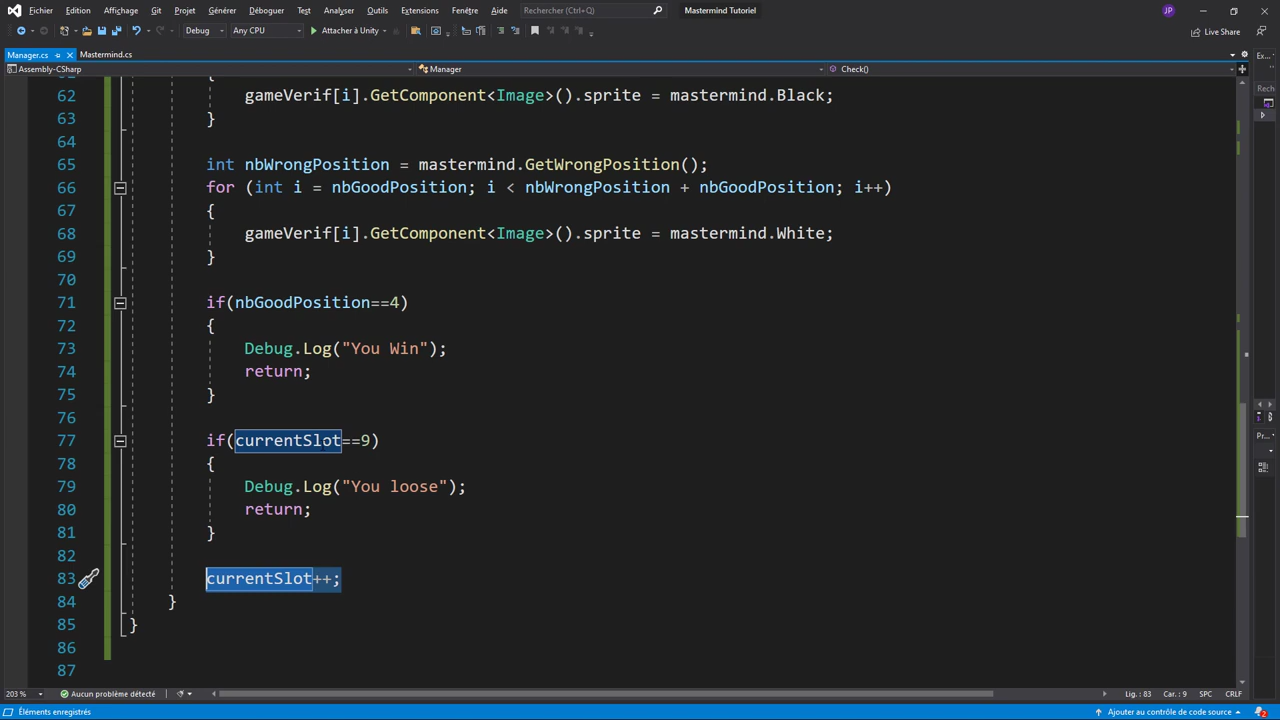 Fichier Edition Affichage Git Projet Générer Déboguer Test Analyser Outils Extensions Fenêtre Aide Rechercher (Ctrl+Q) Mastermind Tutoriel JP
Debug Any CPU Attacher à Unity Live Share
Manager.cs Mastermind.cs Ex...
Assembly-CSharp Manager Check() Rech
62 gameVerif[i].GetComponent<Image>().sprite = mastermind.Black;
63 }
64
65 int nbWrongPosition = mastermind.GetWrongPosition();
66 for (int i = nbGoodPosition; i < nbWrongPosition + nbGoodPosition; i++)
67 {
68 gameVerif[i].GetComponent<Image>().sprite = mastermind.White;
69 }
70
71 if(nbGoodPosition==4)
72 {
73 Debug.Log("You Win");
74 return;
75 }
76
77 if(currentSlot==9)
78 {
79 Debug.Log("You loose");
80 return;
81 }
82
83 currentSlot++;
84 }
85 }
86
87
Pr...
203 % Aucun problème détecté Lig. : 83 Car. : 9 SPC CRLF
Éléments enregistrés Ajouter au contrôle de code source 2